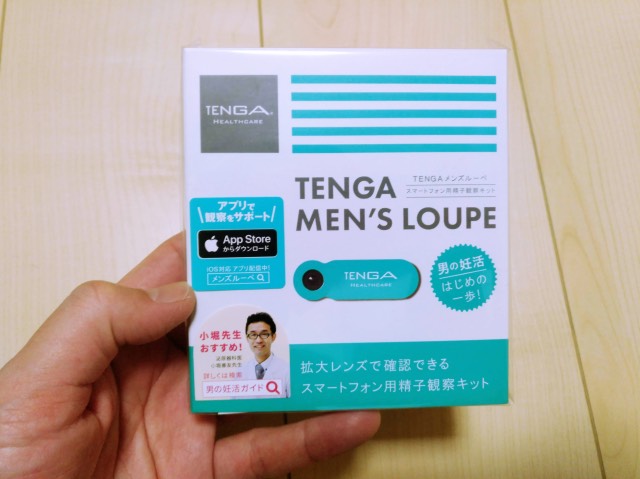 TENGA®
HEALTHCARE
TENGAメンズルーペ
スマートフォン用精子観察キット
TENGA
MEN'S LOUPE
アプリで
観察をサポート!
App Store
からダウンロード
iOS対応 アプリ配信中!
メンズルーペ
TENGA
HEALTHCARE
男の妊活
はじめの
一歩!
小堀先生
おすすめ!
泌尿器科医
詳しくは検索
男の妊活ガイド
拡大レンズで確認できる
スマートフォン用精子観察キット